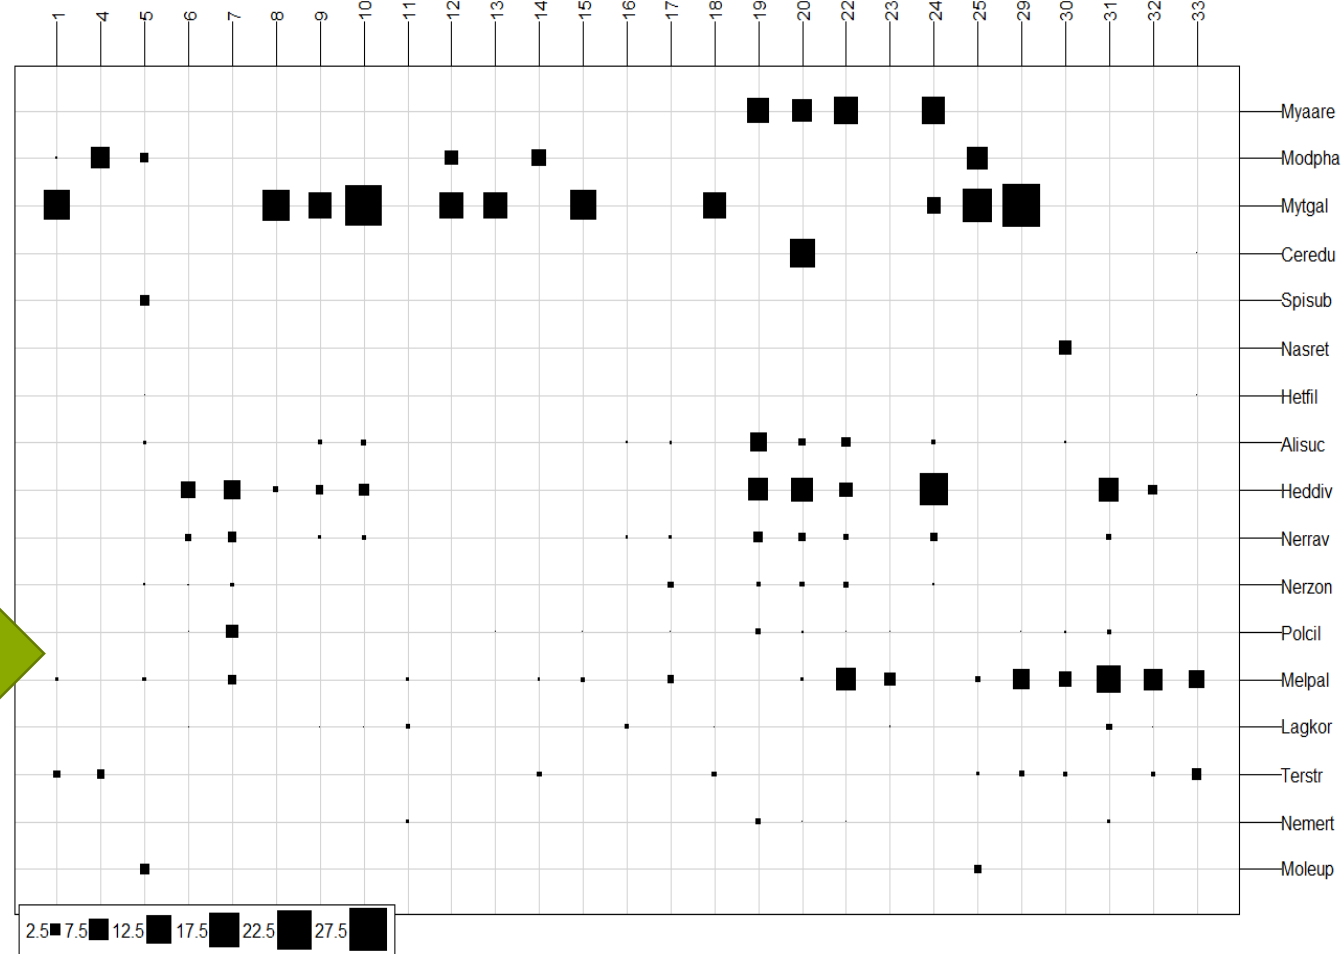 1 4 5 6 7 8 9 10 11 12 13 14 15 16 17 18 19 20 22 23 24 25 29 30 31 32 33
Myaare
Modpha
Mytgal
Ceredu
Spisub
Nasret
Hetfil
Alisuc
Heddiv
Nerrav
Nerzon
Polcil
Melpal
Lagkor
Terstr
Nemert
Moleup
2.5 7.5 12.5 17.5 22.5 27.5